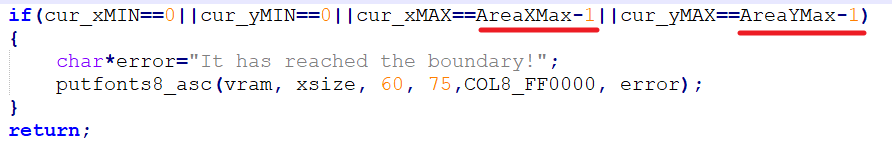 if(cur_xMIN==0||cur_yMIN==0||cur_xMAX==AreaXMax-1||cur_yMAX==AreaYMax-1)
{
char*error="It has reached the boundary!";
putfonts8_asc(vram, xsize, 60, 75,COL8_FF0000, error);
}
return;